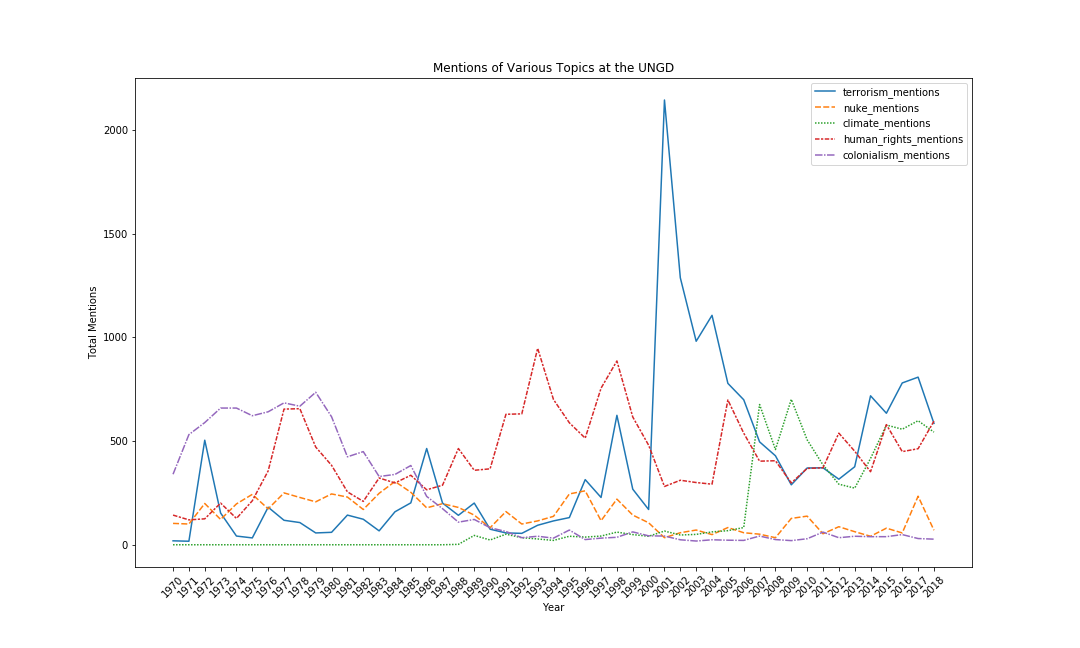 Mentions of Various Topics at the UNGD
terrorism_mentions
nuke_mentions
climate_mentions
human_rights_mentions
colonialism_mentions
Total Mentions
2000
1500
1000
500
0
1970 1971 1972 1973 1974 1975 1976 1977 1978 1979 1980 1981 1982 1983 1984 1985 1986 1987 1988 1989 1990 1991 1992 1993 1994 1995 1996 1997 1998 1999 2000 2001 2002 2003 2004 2005 2006 2007 2008 2009 2010 2011 2012 2013 2014 2015 2016 2017 2018
Year